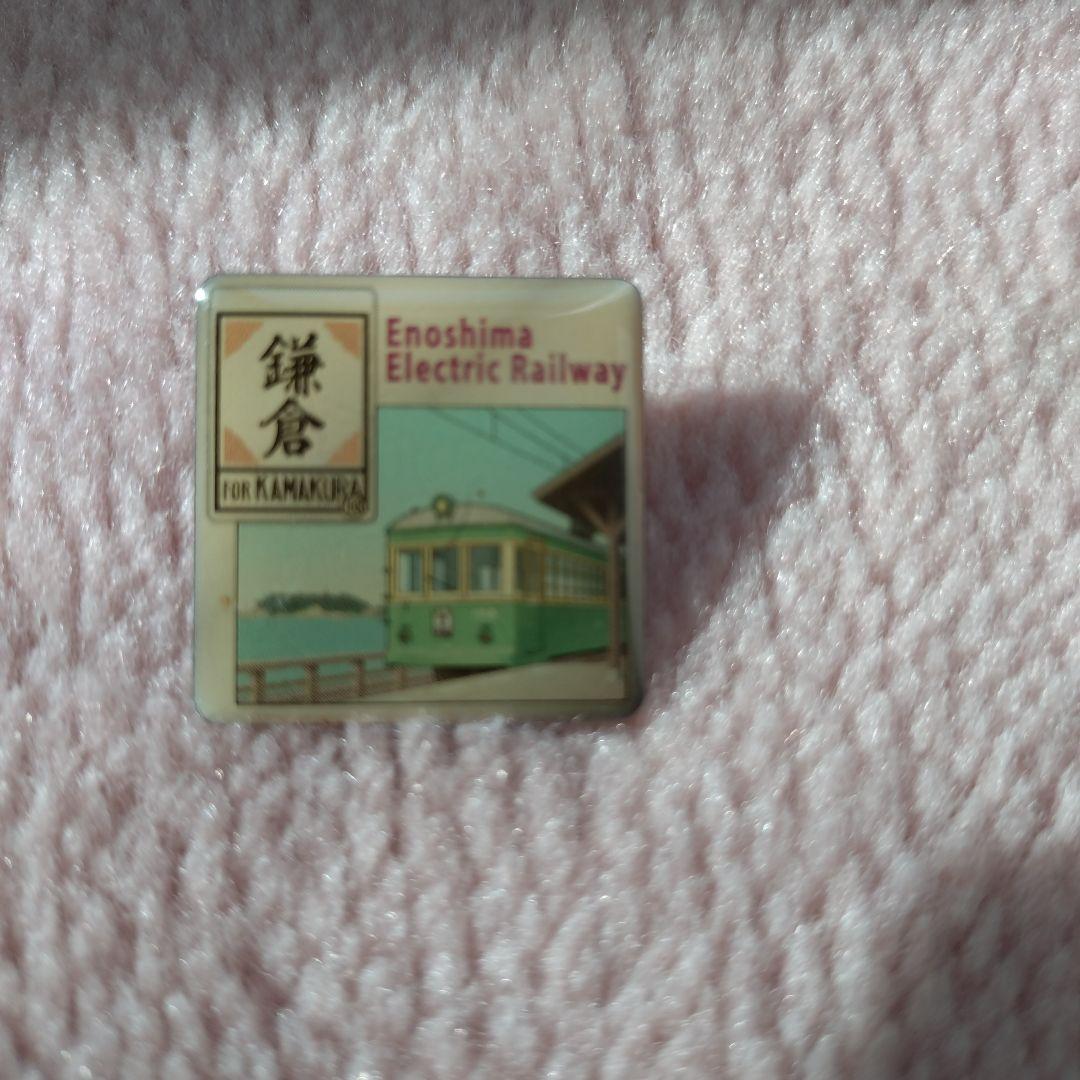 鎌倉
FOR KAMAKURA
Enoshima
Electric Railway